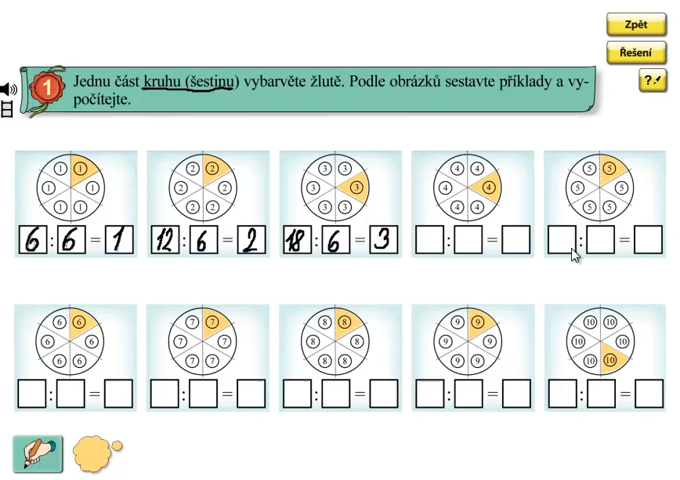 Zpět
Řešení
?
1
Jednu část kruhu (šestinu) vybarvěte žlutě. Podle obrázků sestavte příklady a vy-
počítejte.
1 1 1 1 1 1
2 2 2 2 2 2
3 3 3 3 3 3
4 4 4 4 4 4
5 5 5 5 5 5
6 : 6 = 1
12 : 6 = 2
18 : 6 = 3
: =
: =
6 6 6 6 6 6
7 7 7 7 7 7
8 8 8 8 8 8
9 9 9 9 9 9
10 10 10 10 10 10
: =
: =
: =
: =
: =